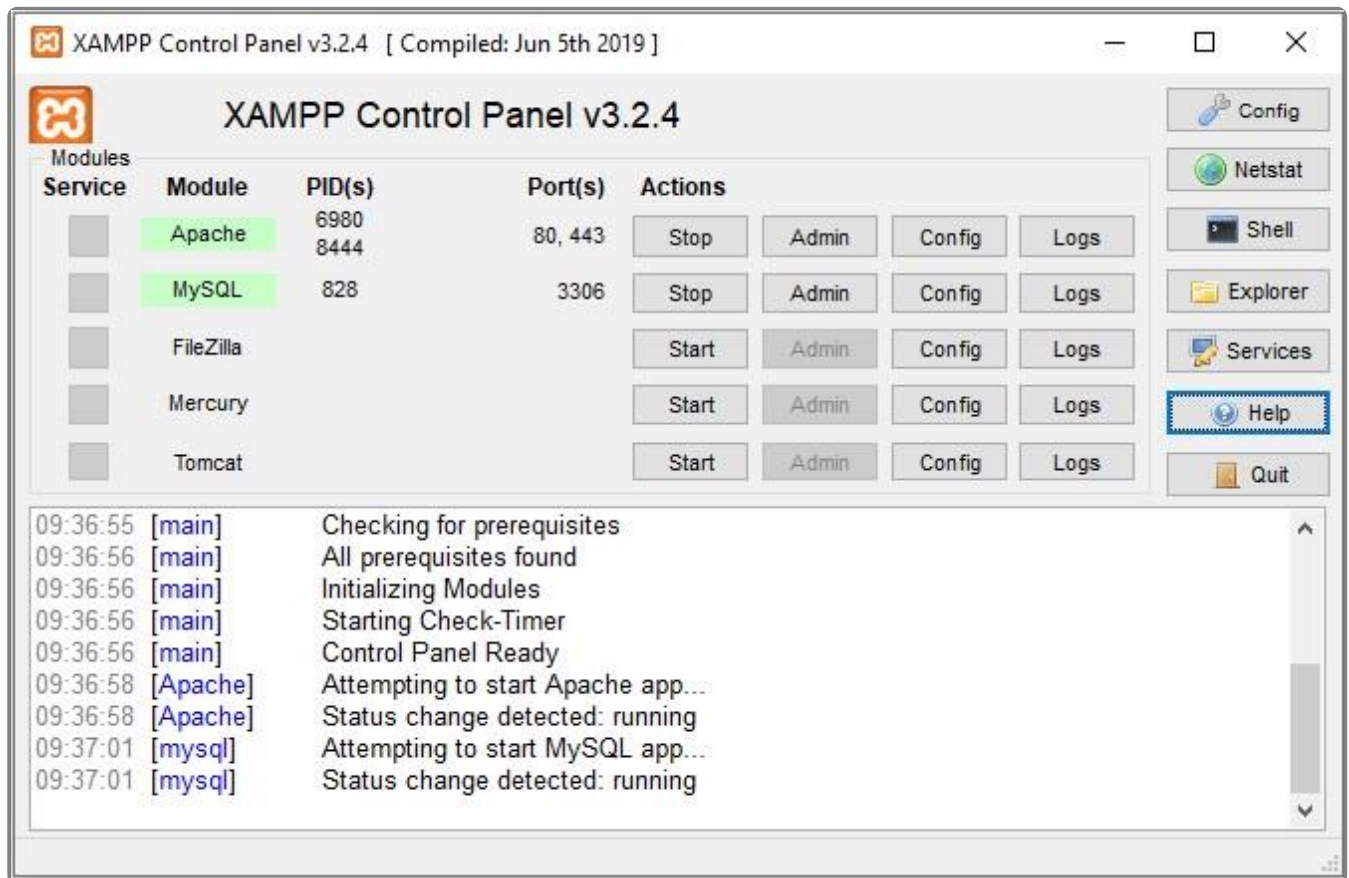 XAMPP Control Panel v3.2.4 [ Compiled: Jun 5th 2019 ]
XAMPP Control Panel v3.2.4
Config
Modules
Service Module PID(s) Port(s) Actions
Netstat
Apache 6980 8444 80, 443 Stop Admin Config Logs
Shell
MySQL 828 3306 Stop Admin Config Logs
Explorer
FileZilla Start Admin Config Logs
Services
Mercury Start Admin Config Logs
Help
Tomcat Start Admin Config Logs
Quit
09:36:55 [main] Checking for prerequisites
09:36:56 [main] All prerequisites found
09:36:56 [main] Initializing Modules
09:36:56 [main] Starting Check-Timer
09:36:56 [main] Control Panel Ready
09:36:58 [Apache] Attempting to start Apache app...
09:36:58 [Apache] Status change detected: running
09:37:01 [mysql] Attempting to start MySQL app...
09:37:01 [mysql] Status change detected: running